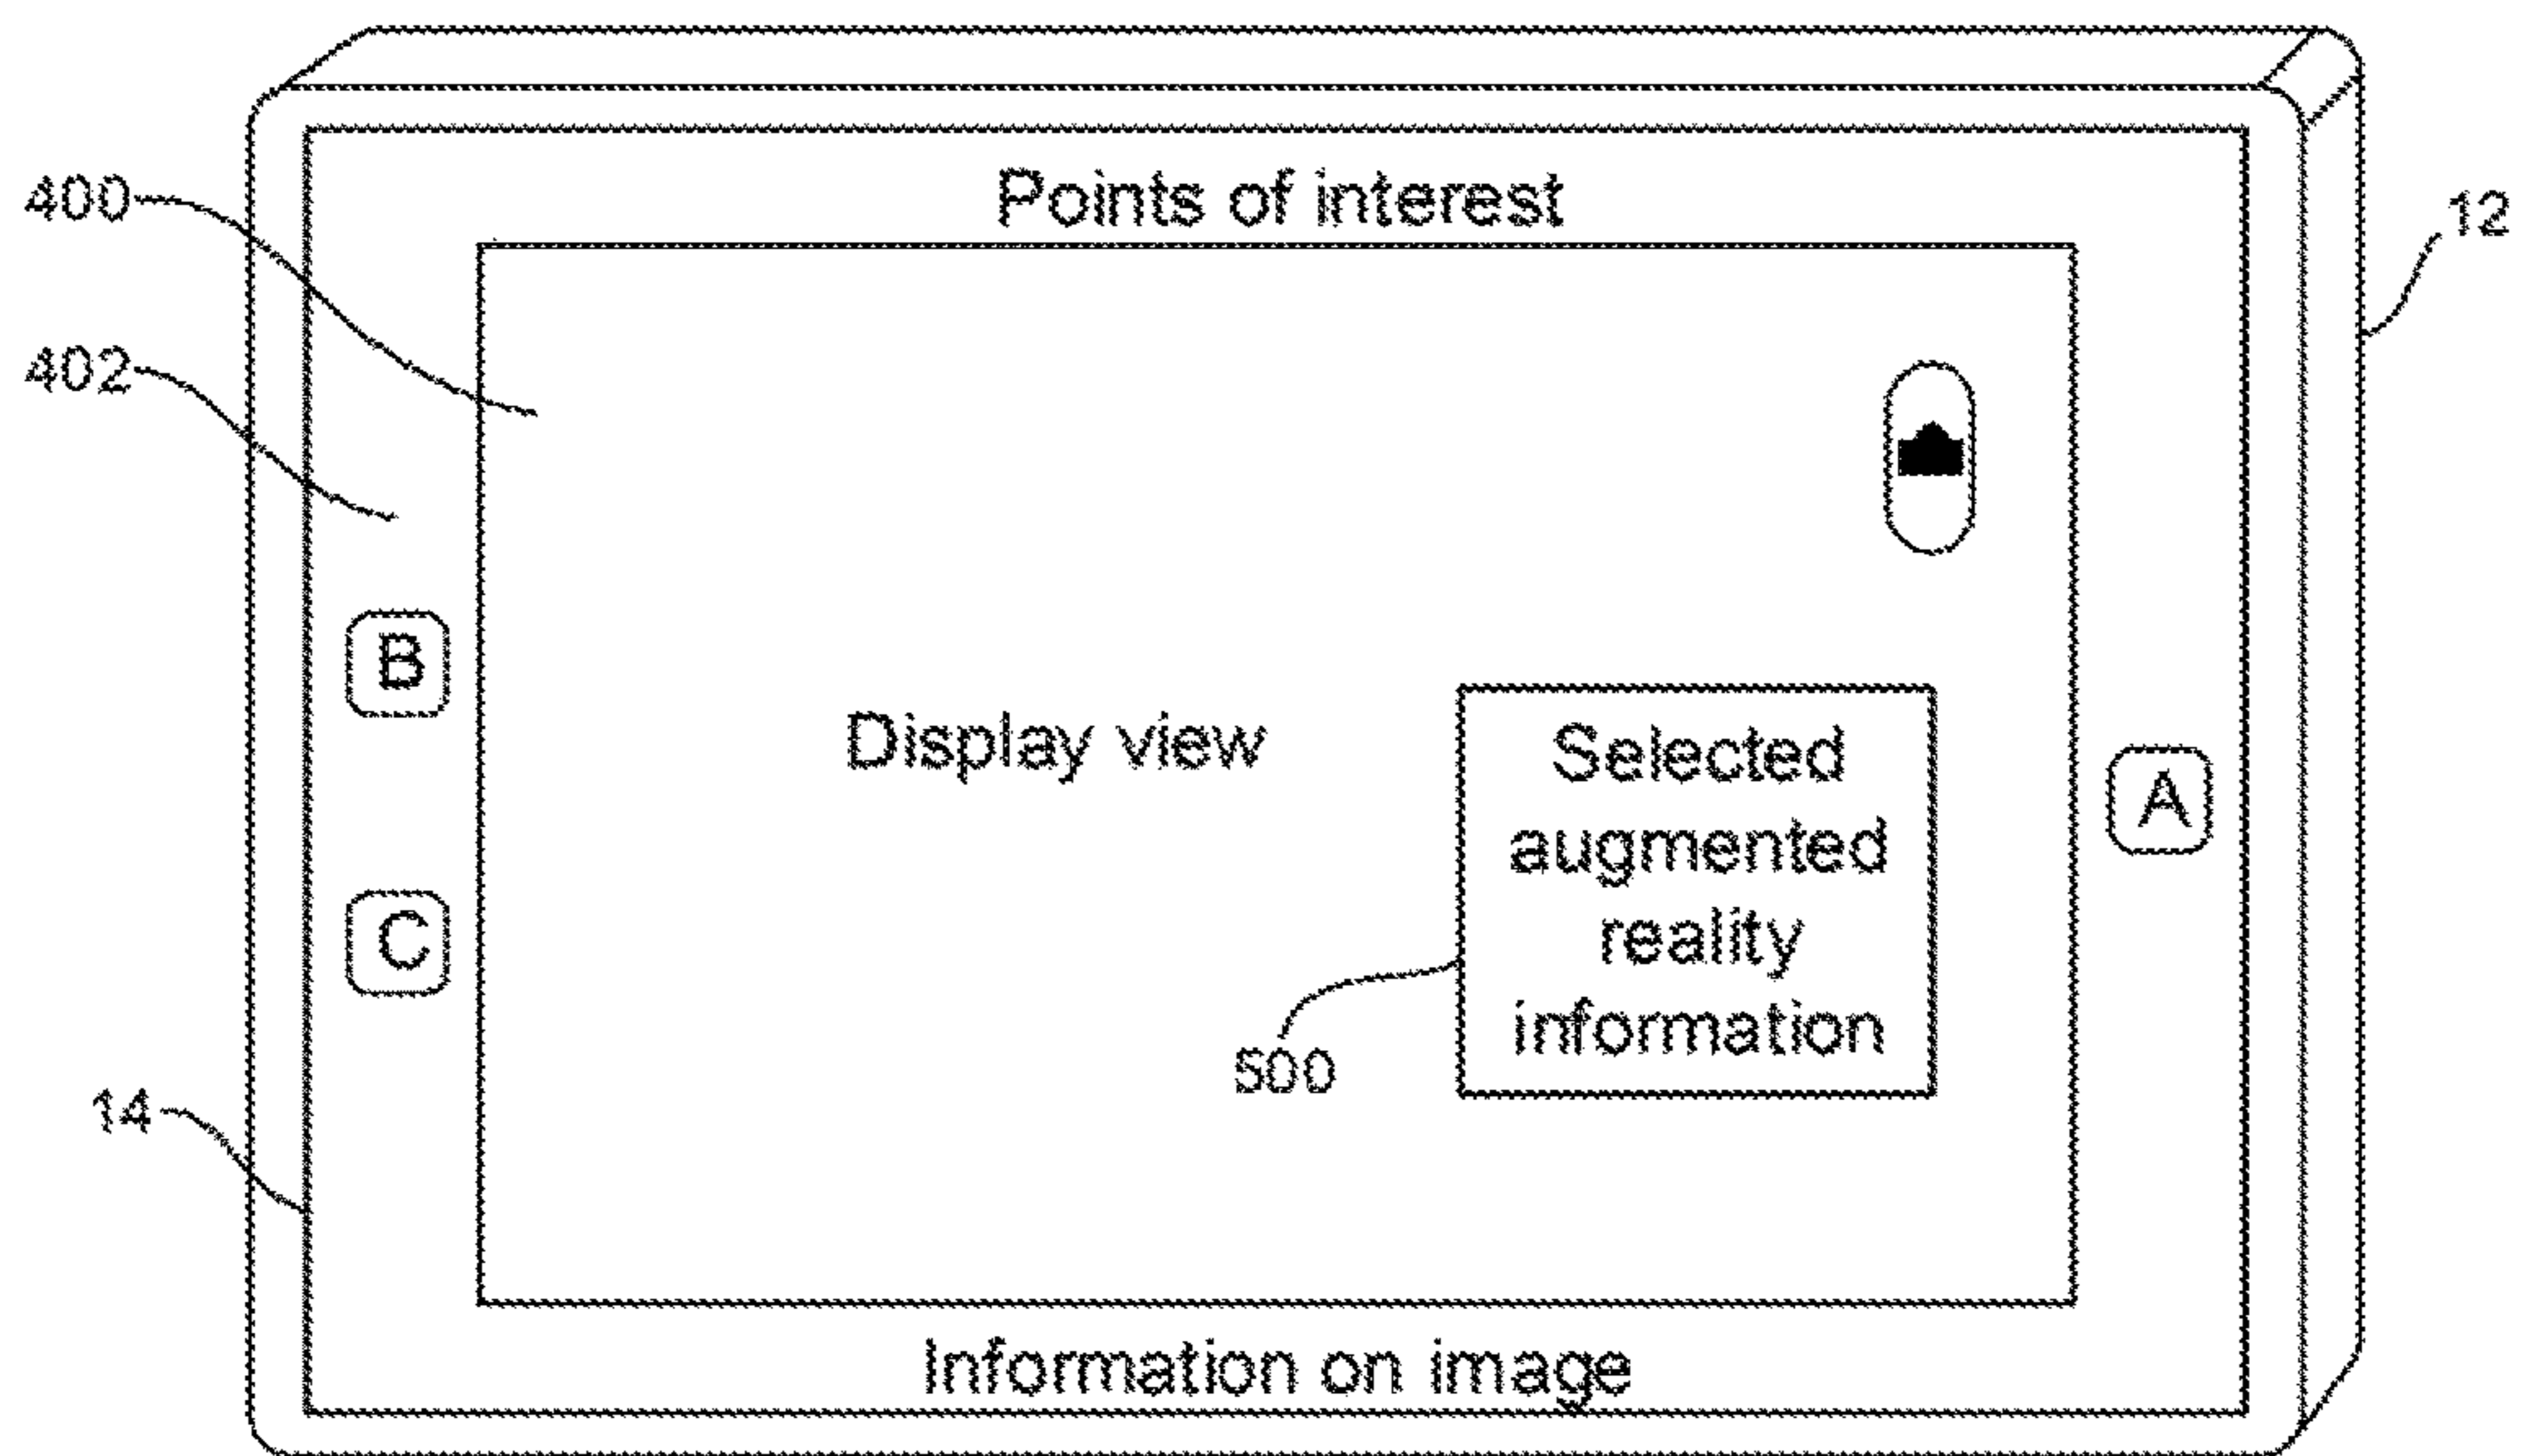 Points of interest
400
12
402
B
Display view
Selected
augmented
reality
information
A
C
500
14
Information on image